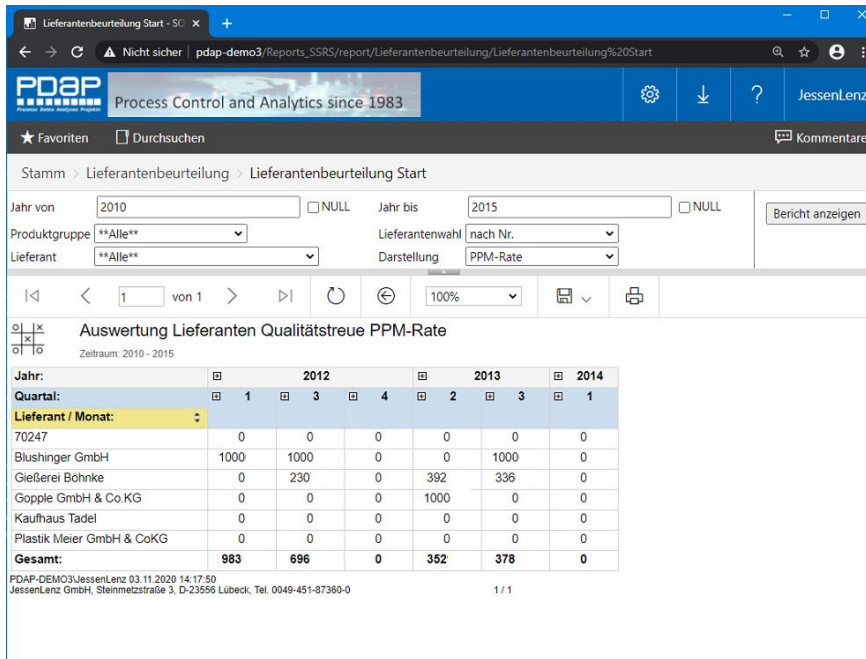 Lieferantenbeurteilung Start - SQ
Nicht sicher | pdap-demo3/Reports_SSRS/report/Lieferantenbeurteilung/Lieferantenbeurteilung%20Start
PDAP
Prozesse Daten Analysen Projekte
Process Control and Analytics since 1983
? JessenLenz
Favoriten Durchsuchen Kommentare
Stamm > Lieferantenbeurteilung > Lieferantenbeurteilung Start
Jahr von 2010 NULL Jahr bis 2015 NULL Bericht anzeigen
Produktgruppe **Alle** Lieferantenwahl nach Nr.
Lieferant **Alle** Darstellung PPM-Rate
1 von 1 100%
Auswertung Lieferanten Qualitätstreue PPM-Rate
Zeitraum: 2010 - 2015
Jahr: 2012 2013 2014
Quartal: 1 3 4 2 3 1
Lieferant / Monat:
70247 0 0 0 0 0 0
Blushinger GmbH 1000 1000 0 0 1000 0
Gießerei Böhnke 0 230 0 392 336 0
Gopple GmbH & Co.KG 0 0 0 1000 0 0
Kaufhaus Tadel 0 0 0 0 0 0
Plastik Meier GmbH & CoKG 0 0 0 0 0 0
Gesamt: 983 696 0 352 378 0
PDAP-DEMO3\JessenLenz 03.11.2020 14:17:50
JessenLenz GmbH, Steinmetzstraße 3, D-23556 Lübeck, Tel. 0049-451-87360-0 1 / 1